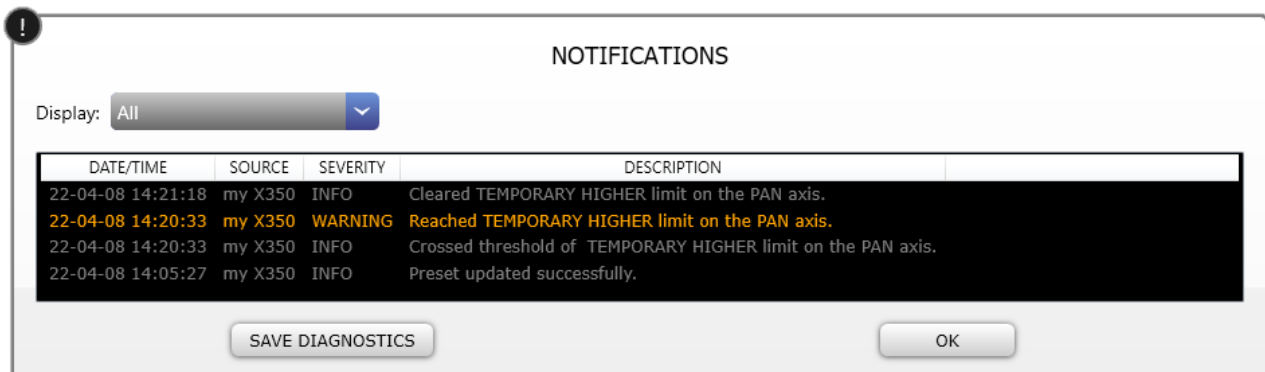 !
NOTIFICATIONS
Display: All
DATE/TIME SOURCE SEVERITY DESCRIPTION
22-04-08 14:21:18 my X350 INFO Cleared TEMPORARY HIGHER limit on the PAN axis.
22-04-08 14:20:33 my X350 WARNING Reached TEMPORARY HIGHER limit on the PAN axis.
22-04-08 14:20:33 my X350 INFO Crossed threshold of  TEMPORARY HIGHER limit on the PAN axis.
22-04-08 14:05:27 my X350 INFO Preset updated successfully.
SAVE DIAGNOSTICS OK